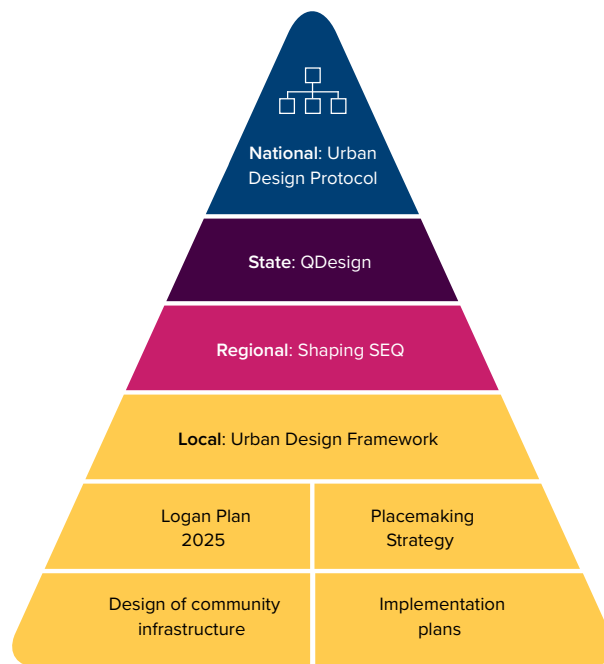 National: Urban
Design Protocol
State: QDesign
Regional: Shaping SEQ
Local: Urban Design Framework
Logan Plan
2025
Placemaking
Strategy
Design of community
infrastructure
Implementation
plans